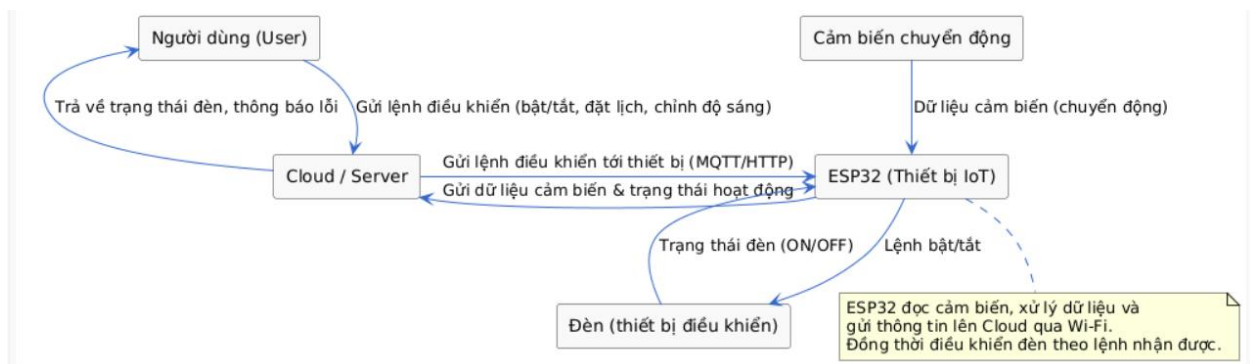 Người dùng (User)
Cảm biến chuyển động
Trả về trạng thái đèn, thông báo lỗi
Gửi lệnh điều khiển (bật/tắt, đặt lịch, chỉnh độ sáng)
Dữ liệu cảm biến (chuyển động)
Cloud / Server
Gửi lệnh điều khiển tới thiết bị (MQTT/HTTP)
Gửi dữ liệu cảm biến & trạng thái hoạt động
ESP32 (Thiết bị IoT)
Trạng thái đèn (ON/OFF)
Lệnh bật/tắt
Đèn (thiết bị điều khiển)
ESP32 đọc cảm biến, xử lý dữ liệu và
gửi thông tin lên Cloud qua Wi-Fi.
Đồng thời điều khiển đèn theo lệnh nhận được.